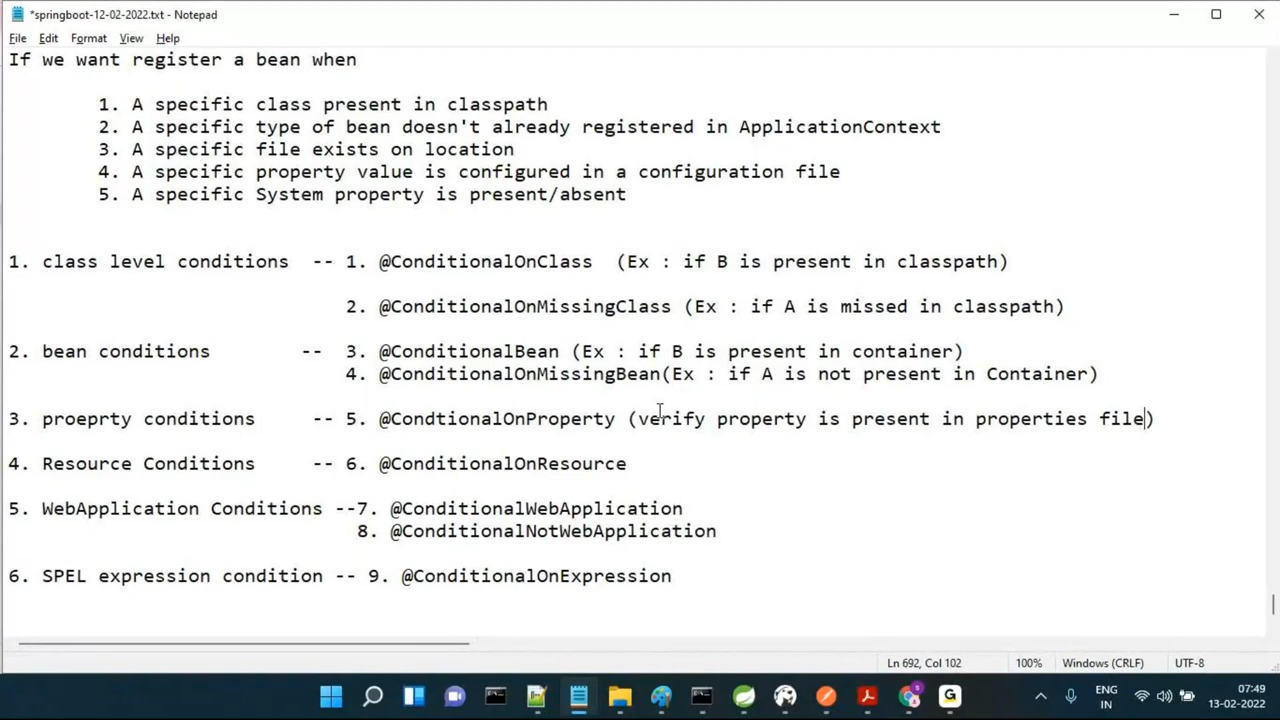 *springboot-12-02-2022.txt - Notepad
File Edit Format View Help
If we want register a bean when
1. A specific class present in classpath
2. A specific type of bean doesn't already registered in ApplicationContext
3. A specific file exists on location
4. A specific property value is configured in a configuration file
5. A specific System property is present/absent
1. class level conditions -- 1. @ConditionalOnClass (Ex : if B is present in classpath)
2. @ConditionalOnMissingClass (Ex : if A is missed in classpath)
2. bean conditions -- 3. @ConditionalBean (Ex : if B is present in container)
4. @ConditionalOnMissingBean(Ex : if A is not present in Container)
3. proeprty conditions -- 5. @CondtionalOnProperty (verify property is present in properties file)
4. Resource Conditions -- 6. @ConditionalOnResource
5. WebApplication Conditions --7. @ConditionalWebApplication
8. @ConditionalNotWebApplication
6. SPEL expression condition -- 9. @ConditionalOnExpression
Ln 692, Col 102 100% Windows (CRLF) UTF-8
ENG
IN
07:49
13-02-2022